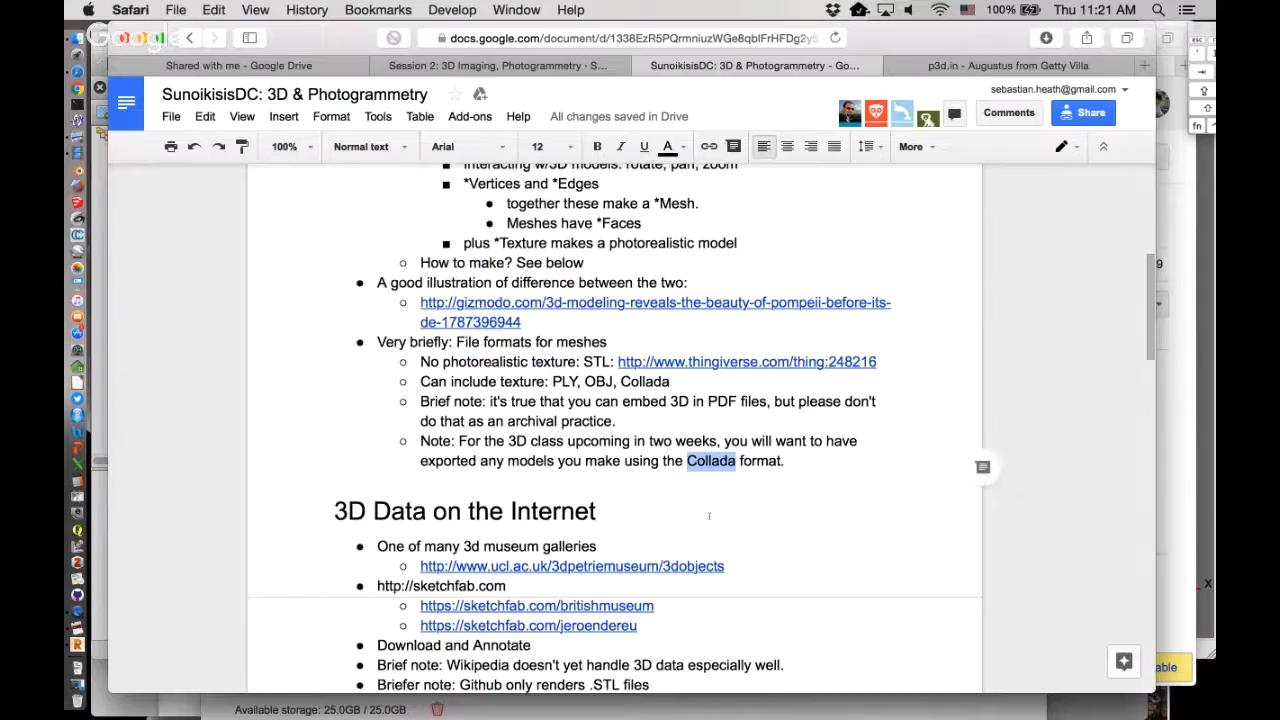 Safari File Edit View History Bookmarks Develop Window Help 100% Thu 11:21 AM
Google
docs.google.com/document/d/1338EzR5PQrmniuzWGe8qbIFrHFDg2y5
Shared with me - Google Drive Session 2: 3D Imaging, Photogrammetry · S... SunoikisisDC: 3D & Photogrammetry - Go... p3d.in - Augustus from Getty Villa
sebastian.heath@gmail.com
SunoikisisDC: 3D & Photogrammetry
File Edit View Insert Format Tools Table Add-ons Help All changes saved in Drive
Comments Share
100% Normal text Arial 12 B I U A More
interacting w/3D models: rotate, pan, zoom
*Vertices and *Edges
together these make a *Mesh.
Meshes have *Faces
plus *Texture makes a photorealistic model
How to make? See below
A good illustration of difference between the two:
http://gizmodo.com/3d-modeling-reveals-the-beauty-of-pompeii-before-its-
de-1787396944
Very briefly: File formats for meshes
No photorealistic texture: STL: http://www.thingiverse.com/thing:248216
Can include texture: PLY, OBJ, Collada
Brief note: it's true that you can embed 3D in PDF files, but please don't
do that as an archival practice.
Note: For the 3D class upcoming in two weeks, you will want to have
exported any models you make using the Collada format.
3D Data on the Internet
One of many 3d museum galleries
http://www.ucl.ac.uk/3dpetriemuseum/3dobjects
http://sketchfab.com
https://sketchfab.com/britishmuseum
https://sketchfab.com/jeroendereu
Download and Annotate
Brief note: Wikipedia doesn't yet handle 3D data especially well.
Briefer note: Github only renders .STL files
Available storage: 25.0GB / 25.0GB
fn
9
X
able